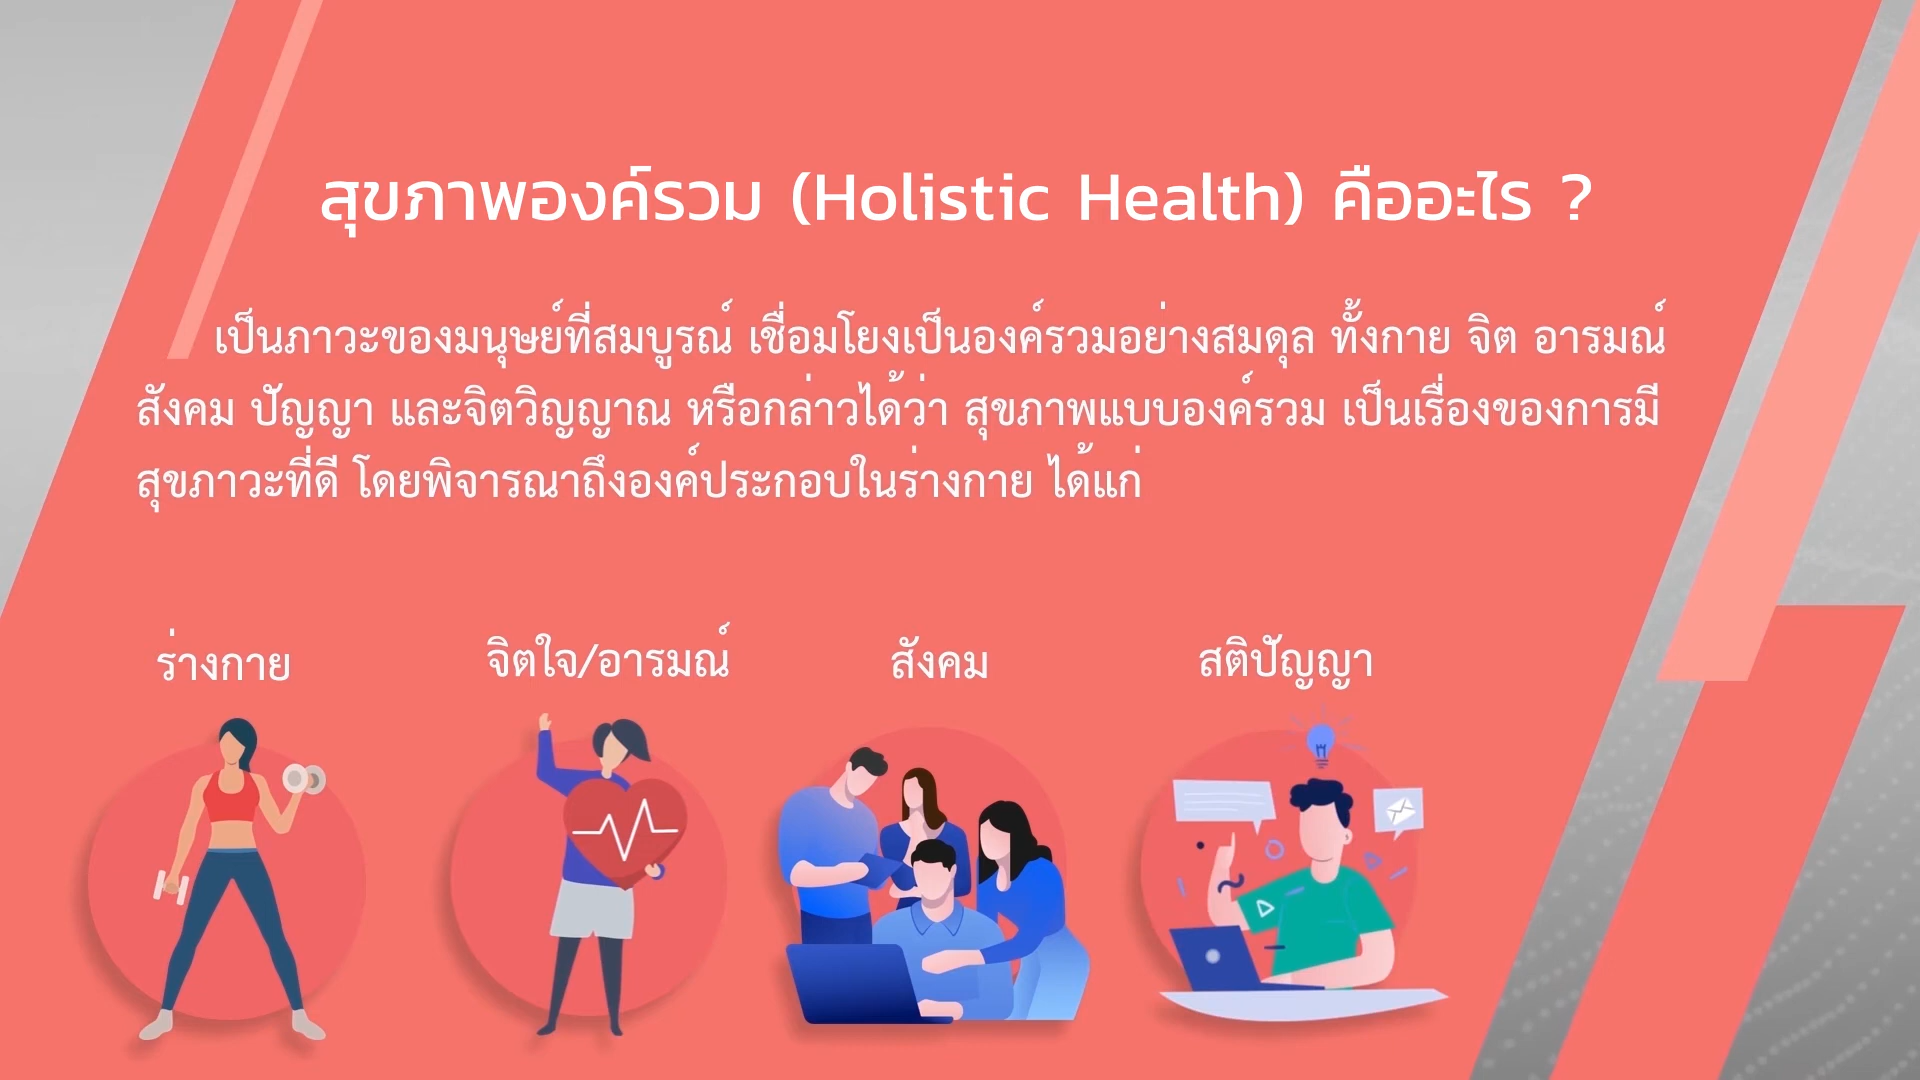 สุขภาพองค์รวม (Holistic Health) คืออะไร ?
เป็นภาวะของมนุษย์ที่สมบูรณ์ เชื่อมโยงเป็นองค์รวมอย่างสมดุล ทั้งกาย จิต อารมณ์
สังคม ปัญญา และจิตวิญญาณ หรือกล่าวได้ว่า สุขภาพแบบองค์รวม เป็นเรื่องของการมี
สุขภาวะที่ดี โดยพิจารณาถึงองค์ประกอบในร่างกาย ได้แก่
ร่างกาย
จิตใจ/อารมณ์
สังคม
สติปัญญา